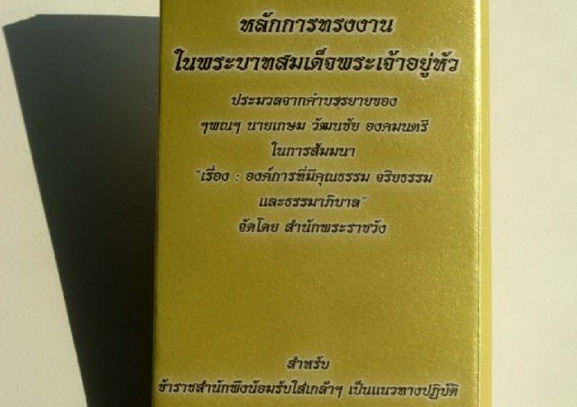 หลักการทรงงาน
ในพระบาทสมเด็จพระเจ้าอยู่หัว
ประมวลจากคำบรรยายของ
ฯพณฯ นายเกษม วัฒนชัย องคมนตรี
ในการสัมมนา
"เรื่อง : องค์การที่มีคุณธรรม จริยธรรม
และธรรมาภิบาล"
จัดโดย สำนักพระราชวัง
สำหรับ
ข้าราชสำนักพึงน้อมรับใส่เกล้าฯ เป็นแนวทางปฏิบัติ